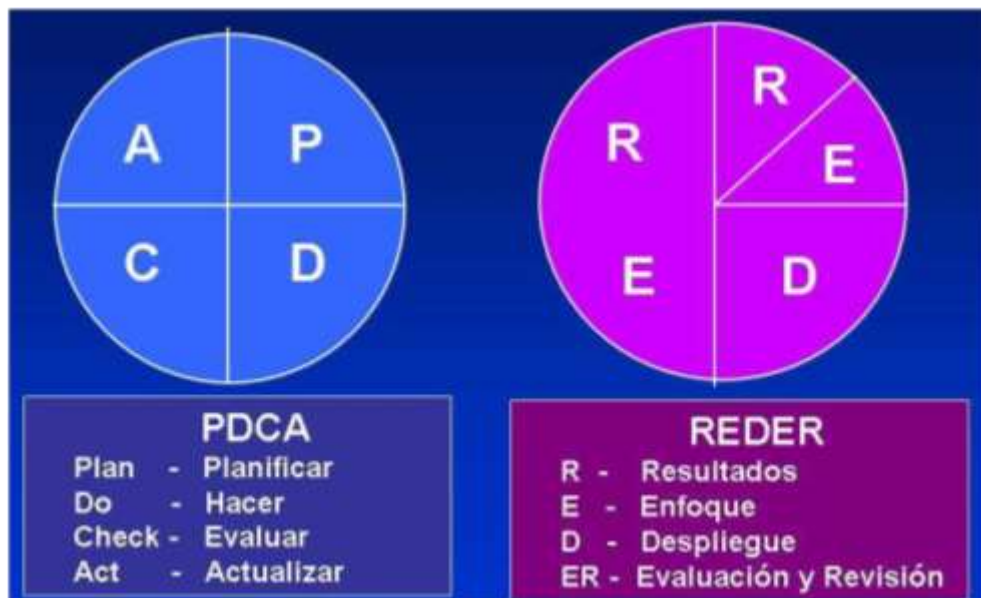 A
P
C
D
R
R
E
E
D
PDCA
Plan - Planificar
Do - Hacer
Check - Evaluar
Act - Actualizar
REDER
R - Resultados
E - Enfoque
D - Despliegue
ER - Evaluación y Revisión